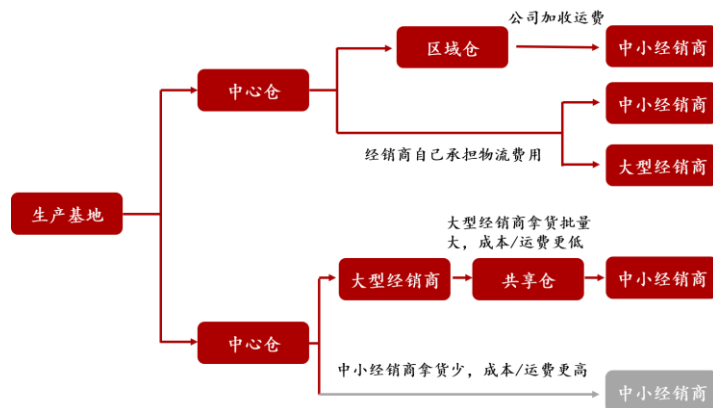 公司加收运费
区域仓
中小经销商
中心仓
中小经销商
经销商自己承担物流费用
大型经销商
生产基地
大型经销商拿货批量
大，成本/运费更低
大型经销商
共享仓
中小经销商
中心仓
中小经销商拿货少，成本/运费更高
中小经销商